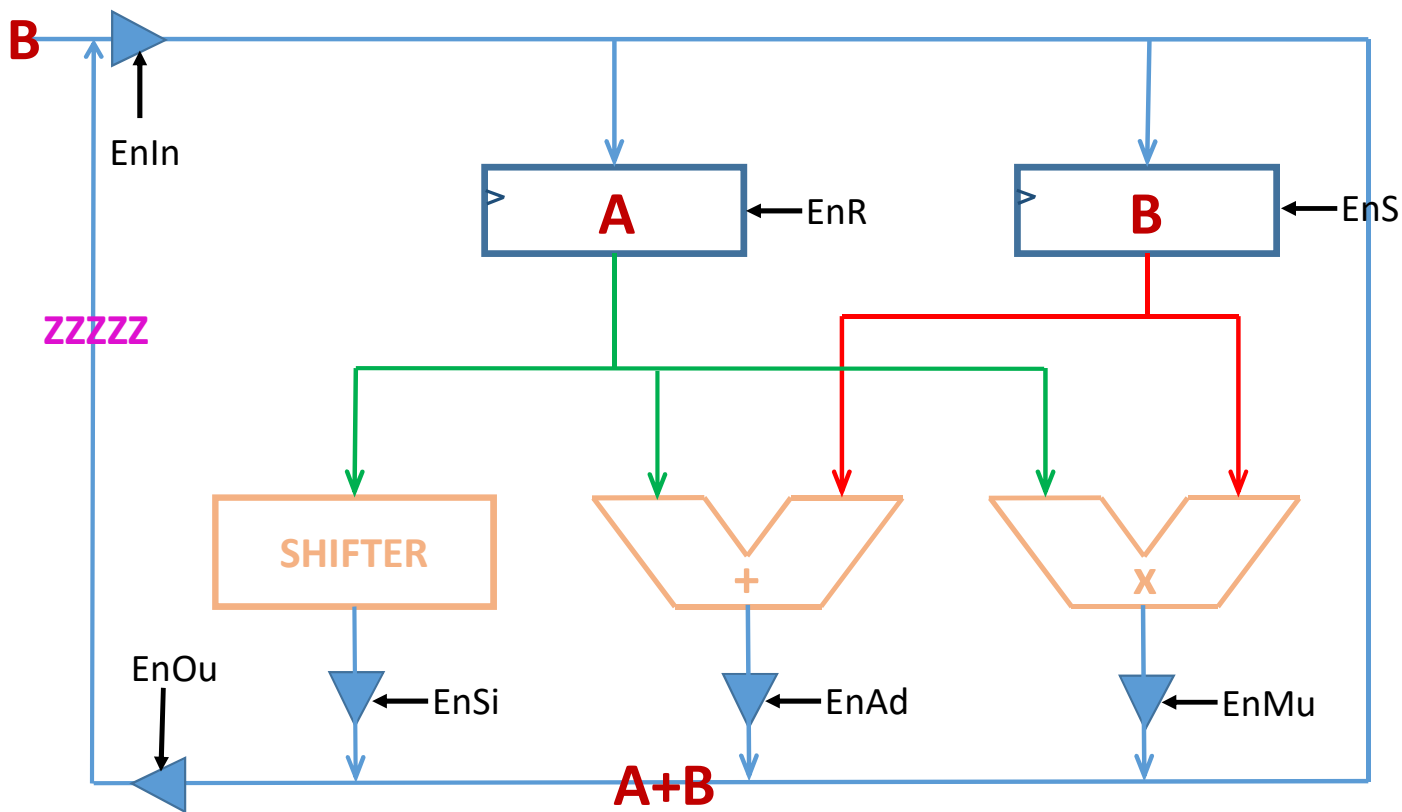 B
EnIn
A
EnR
B
EnS
ZZZZZ
SHIFTER
+
x
EnOu
EnSi
EnAd
EnMu
A+B